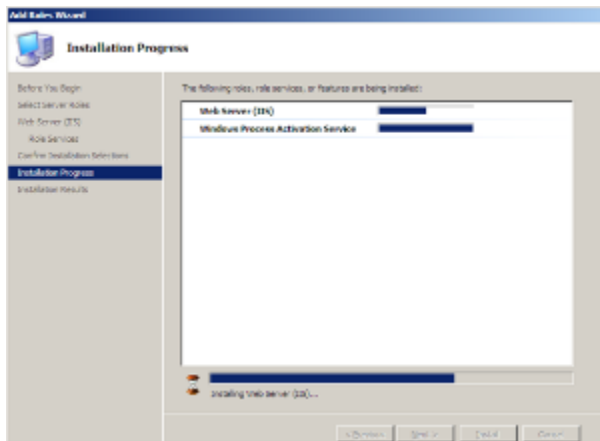 Add Roles Wizard
Installation Progress
Before You Begin
Select Server Roles
Web Server (IIS)
Role Services
Confirm Installation Selections
Installation Progress
Installation Results
The following roles, role services, or features are being installed:
Web Server (IIS)
Windows Process Activation Service
Installing Web Server (IIS)...
< Previous
Next >
Install
Cancel